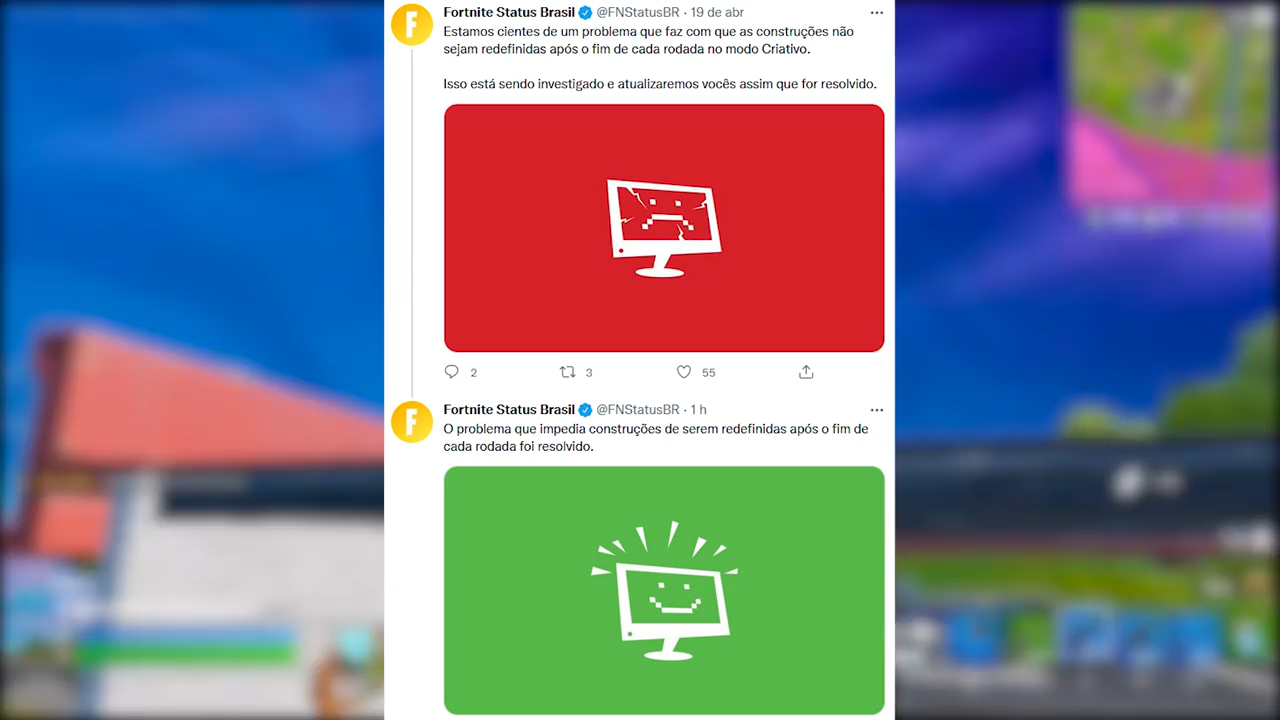 Fortnite Status Brasil @FNStatusBR · 19 de abr
Estamos cientes de um problema que faz com que as construções não
sejam redefinidas após o fim de cada rodada no modo Criativo.
Isso está sendo investigado e atualizaremos vocês assim que for resolvido.
2 3 55
Fortnite Status Brasil @FNStatusBR · 1 h
O problema que impedia construções de serem redefinidas após o fim de
cada rodada foi resolvido.